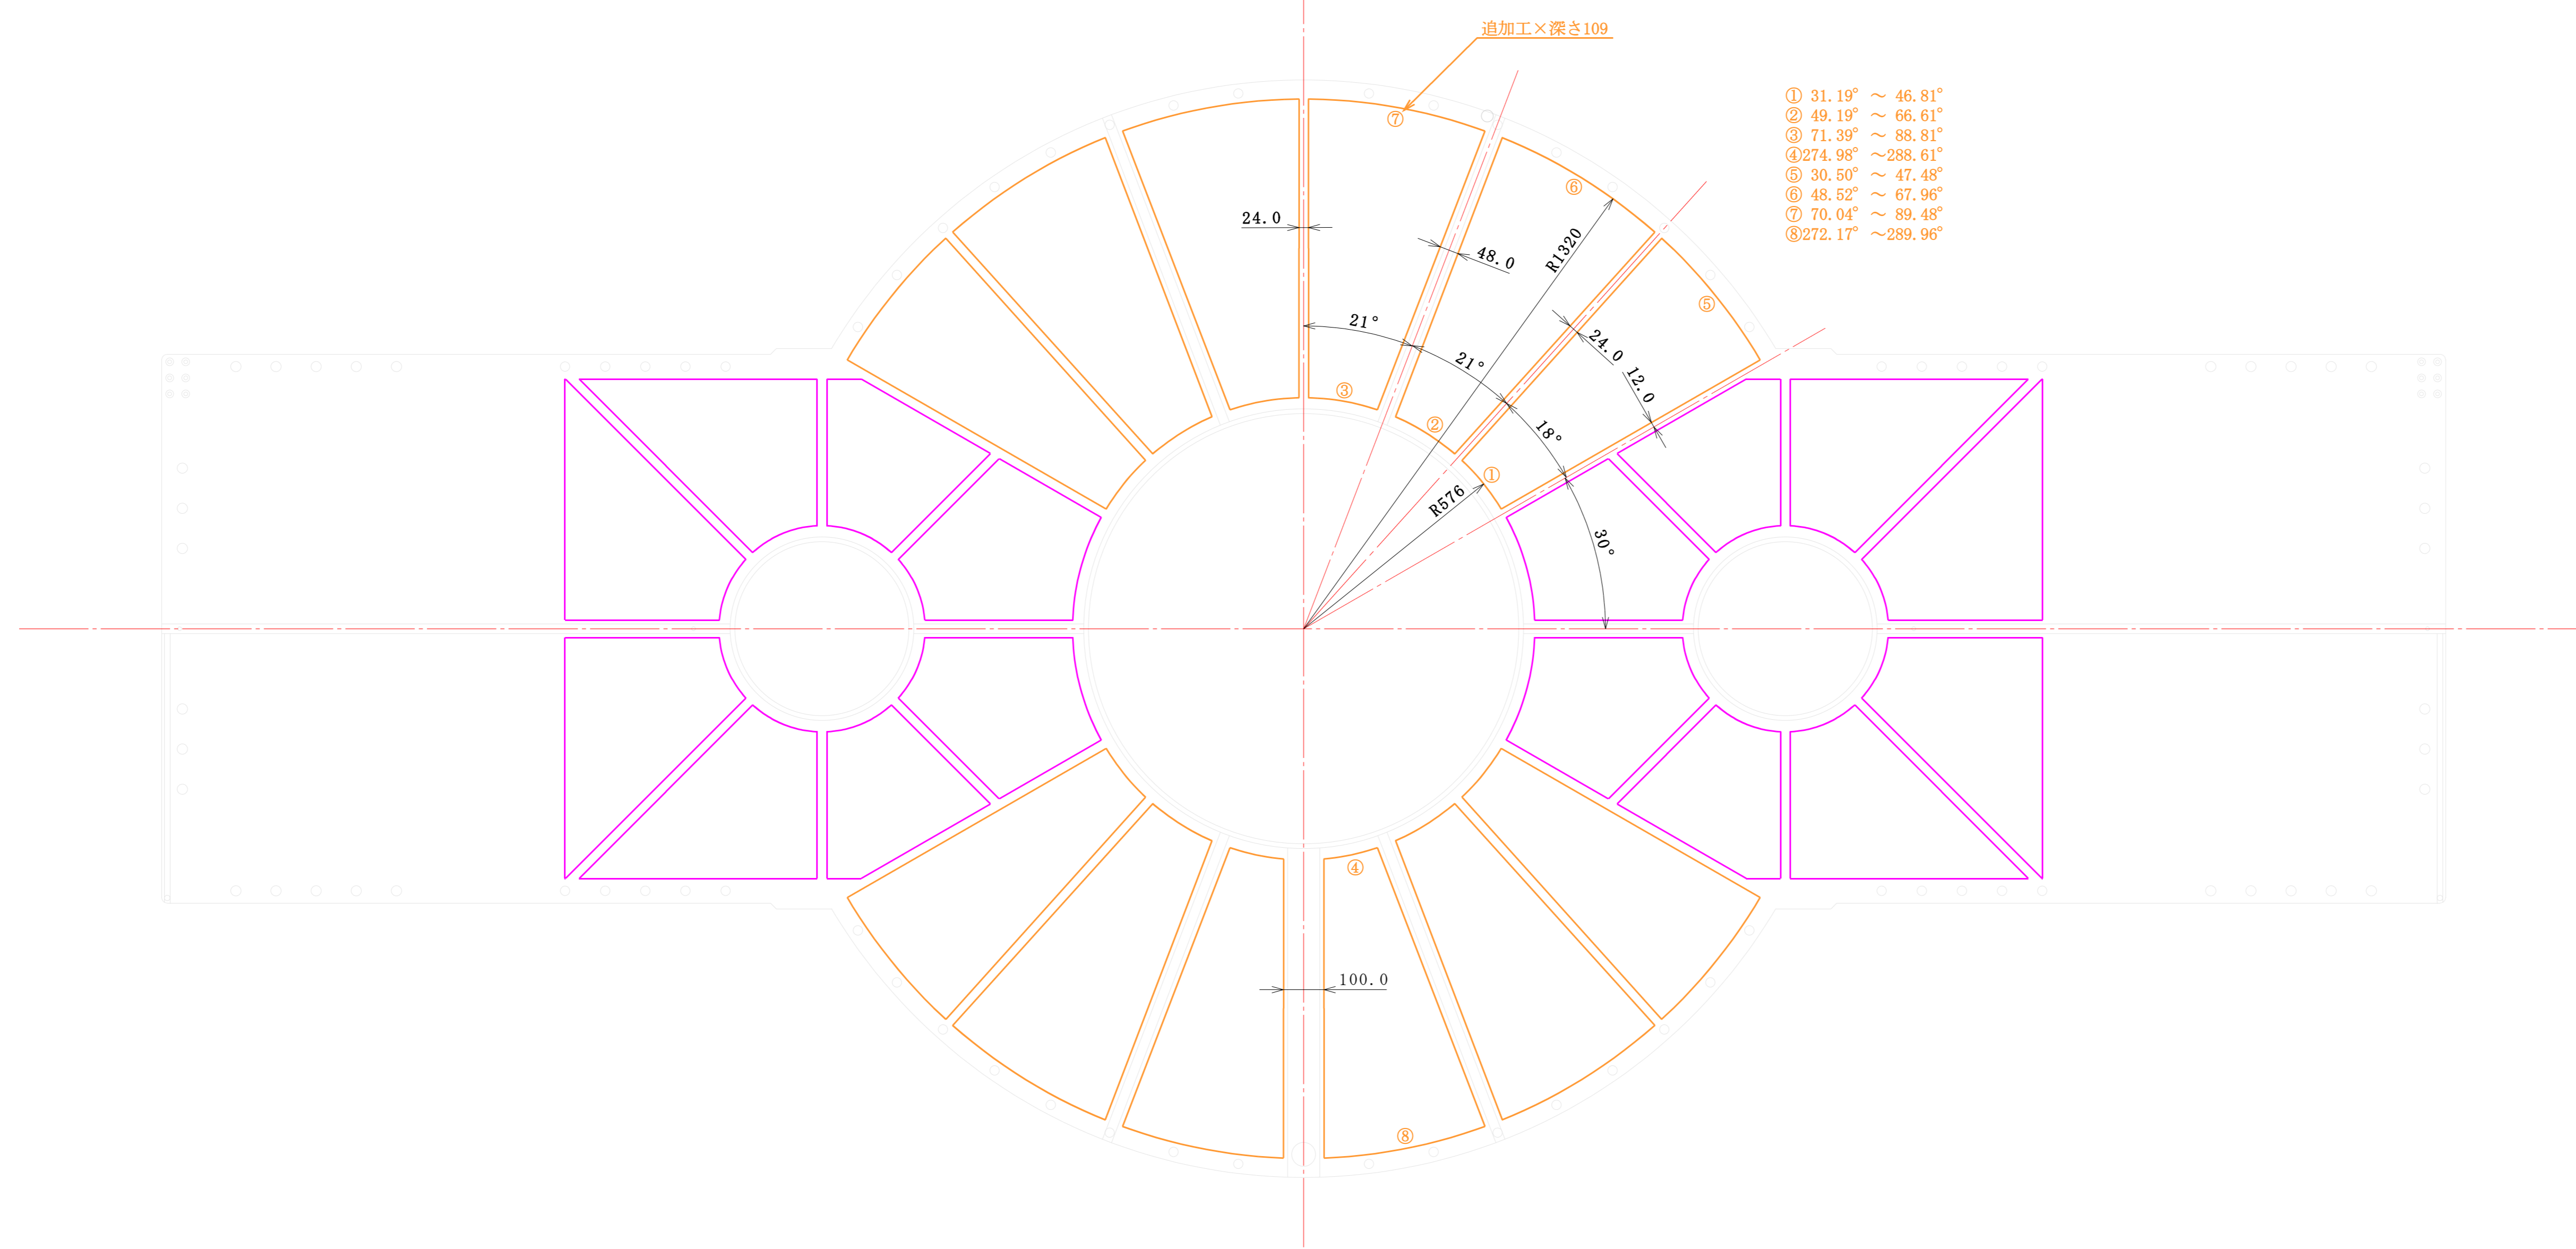 追加工×深さ109
① 31.19° ～ 46.81°
② 49.19° ～ 66.61°
③ 71.39° ～ 88.81°
④274.98° ～288.61°
⑤ 30.50° ～ 47.48°
⑥ 48.52° ～ 67.96°
⑦ 70.04° ～ 89.48°
⑧272.17° ～289.96°
⑦
⑥
24.0
48.0
R1320
⑤
21°
21°
24.0
12.0
③
②
18°
①
R576
30°
④
100.0
⑧